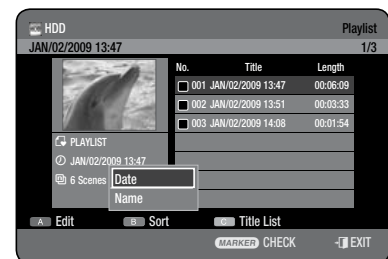 HDD Playlist
JAN/02/2009 13:47 1/3
No. Title Length
001 JAN/02/2009 13:47 00:06:09
002 JAN/02/2009 13:51 00:03:33
003 JAN/02/2009 14:08 00:01:54
PLAYLIST
JAN/02/2009 13:47
6 Scenes
Date
Name
A Edit B Sort C Title List
MARKER CHECK EXIT